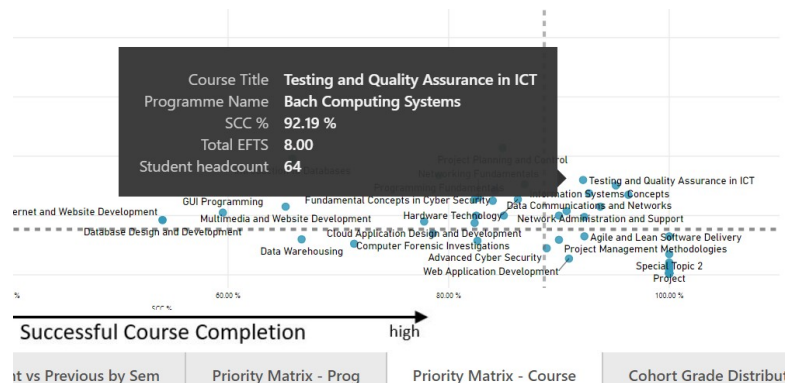 Course Title Testing and Quality Assurance in ICT
Programme Name Bach Computing Systems
SCC % 92.19 %
Total EFTS 8.00
Student headcount 64
Project Planning and Control
Networking Fundamentals
Programming Fundamentals
Testing and Quality Assurance in ICT
Information Systems Concepts
GUI Programming
Fundamental Concepts in Cyber Security
Data Communications and Networks
ernet and Website Development
Multimedia and Website Development
Hardware Technology
Network Administration and Support
Database Design and Development
Cloud Application Design and Development
Agile and Lean Software Delivery
Data Warehousing
Computer Forensic Investigations
Project Management Methodologies
Advanced Cyber Security
Special Topic 2
Web Application Development
Project
%
60.00 %
80.00 %
100.00 %
SCC %
Successful Course Completion high
nt vs Previous by Sem
Priority Matrix - Prog
Priority Matrix - Course
Cohort Grade Distribut